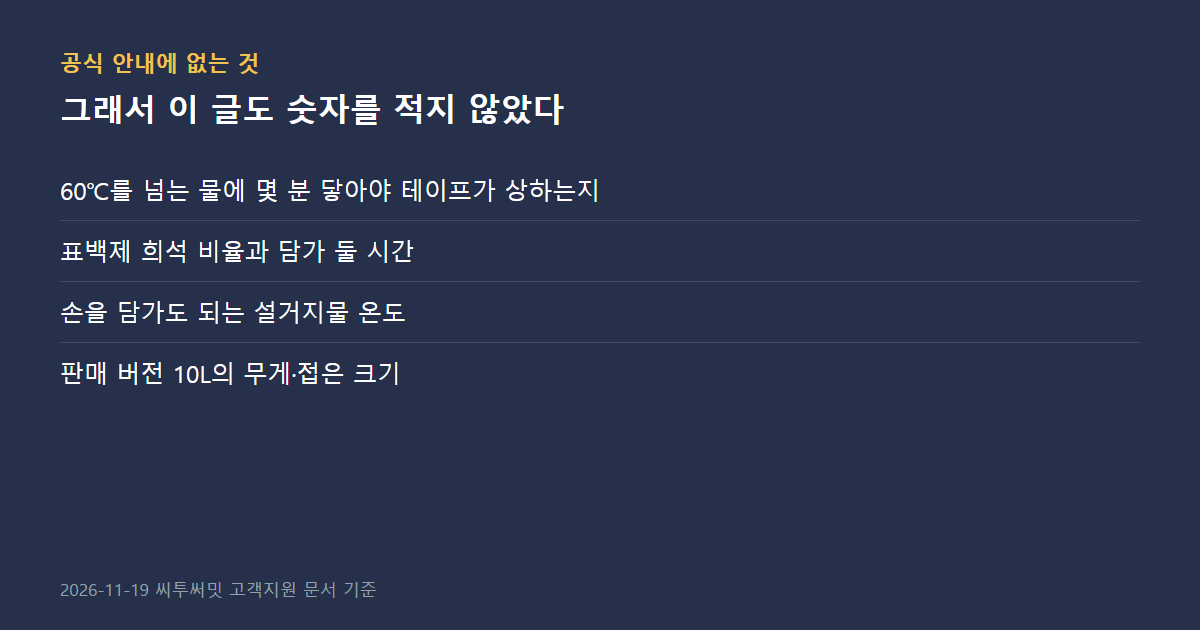 공식 안내에 없는 것
그래서 이 글도 숫자를 적지 않았다
60℃를 넘는 물에 몇 분 닿아야 테이프가 상하는지
표백제 희석 비율과 담가 둘 시간
손을 담가도 되는 설거지물 온도
판매 버전 10L의 무게·접은 크기
2026-11-19 씨투써밋 고객지원 문서 기준